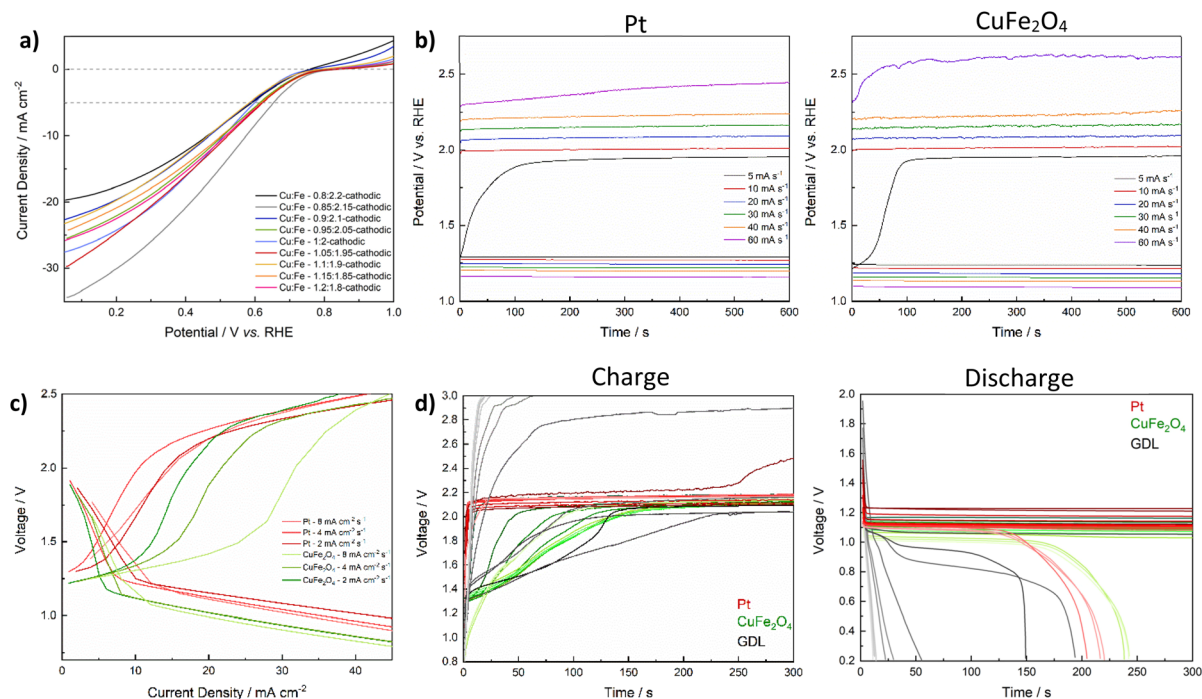 a)
Current Density / mA cm⁻²
0
-10
-20
-30
0.2
0.4
0.6
0.8
1.0
Potential / V vs. RHE
Cu:Fe - 0.8:2.2-cathodic
Cu:Fe - 0.85:2.15-cathodic
Cu:Fe - 0.9:2.1-cathodic
Cu:Fe - 0.95:2.05-cathodic
Cu:Fe - 1:2-cathodic
Cu:Fe - 1.05:1.95-cathodic
Cu:Fe - 1.1:1.9-cathodic
Cu:Fe - 1.15:1.85-cathodic
Cu:Fe - 1.2:1.8-cathodic
b)
Pt
Potential / V vs. RHE
2.5
2.0
1.5
1.0
0
100
200
300
400
500
600
Time / s
5 mA s⁻¹
10 mA s⁻¹
20 mA s⁻¹
30 mA s⁻¹
40 mA s⁻¹
60 mA s⁻¹
CuFe₂O₄
Potential / V vs. RHE
2.5
2.0
1.5
1.0
0
100
200
300
400
500
600
Time / s
5 mA s⁻¹
10 mA s⁻¹
20 mA s⁻¹
30 mA s⁻¹
40 mA s⁻¹
60 mA s⁻¹
c)
Voltage / V
2.5
2.0
1.5
1.0
0
10
20
30
40
Current Density / mA cm⁻²
Pt - 8 mA cm⁻² s⁻¹
Pt - 4 mA cm⁻² s⁻¹
Pt - 2 mA cm⁻² s⁻¹
CuFe₂O₄ - 8 mA cm⁻² s⁻¹
CuFe₂O₄ - 4 mA cm⁻² s⁻¹
CuFe₂O₄ - 2 mA cm⁻² s⁻¹
d)
Charge
Voltage / V
3.0
2.8
2.6
2.4
2.2
2.0
1.8
1.6
1.4
1.2
1.0
0.8
0
50
100
150
200
250
300
Time / s
Pt
CuFe₂O₄
GDL
Discharge
Voltage / V
2.0
1.8
1.6
1.4
1.2
1.0
0.8
0.6
0.4
0.2
0
50
100
150
200
250
300
Time / s
Pt
CuFe₂O₄
GDL